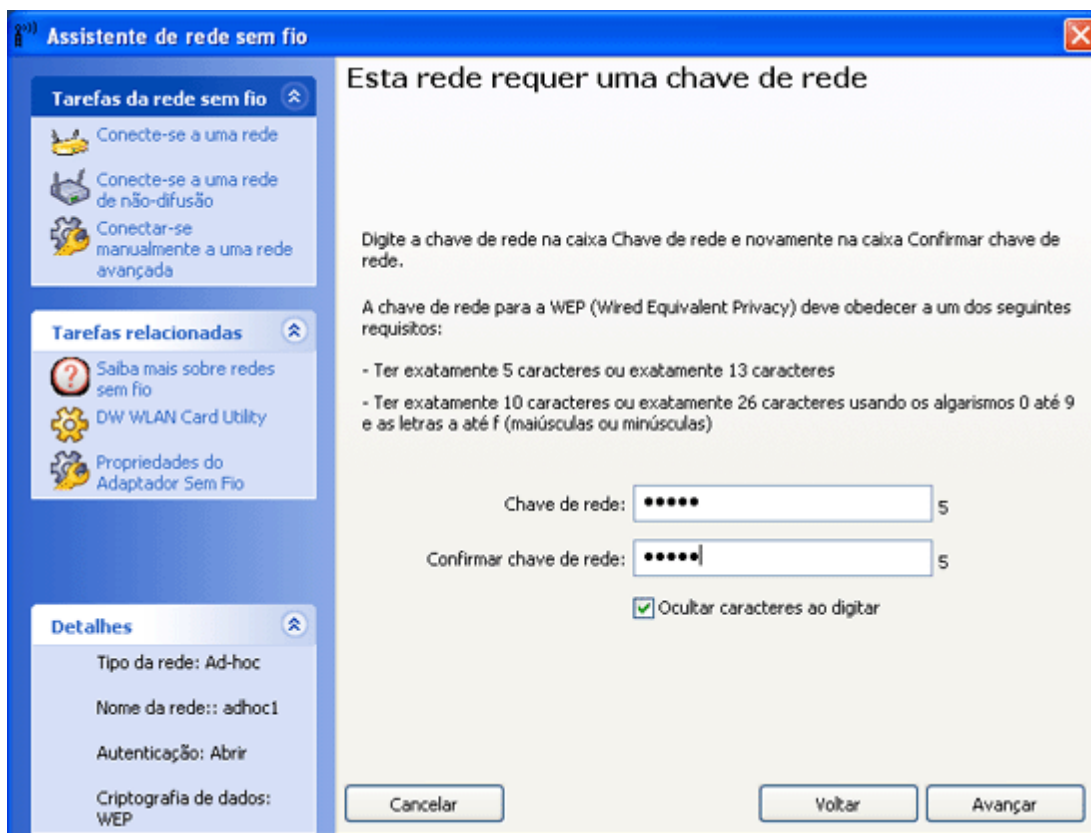 Assistente de rede sem fio
Tarefas da rede sem fio
Conecte-se a uma rede
Conecte-se a uma rede
de não-difusão
Conectar-se
manualmente a uma rede
avançada
Tarefas relacionadas
Saiba mais sobre redes
sem fio
DW WLAN Card Utility
Propriedades do
Adaptador Sem Fio
Detalhes
Tipo da rede: Ad-hoc
Nome da rede:: adhoc1
Autenticação: Abrir
Criptografia de dados:
WEP
Esta rede requer uma chave de rede
Digite a chave de rede na caixa Chave de rede e novamente na caixa Confirmar chave de
rede.
A chave de rede para a WEP (Wired Equivalent Privacy) deve obedecer a um dos seguintes
requisitos:
- Ter exatamente 5 caracteres ou exatamente 13 caracteres
- Ter exatamente 10 caracteres ou exatamente 26 caracteres usando os algarismos 0 até 9
e as letras a até f (maiúsculas ou minúsculas)
Chave de rede: ••••• 5
Confirmar chave de rede: ••••• 5
Ocultar caracteres ao digitar
Cancelar Voltar Avançar